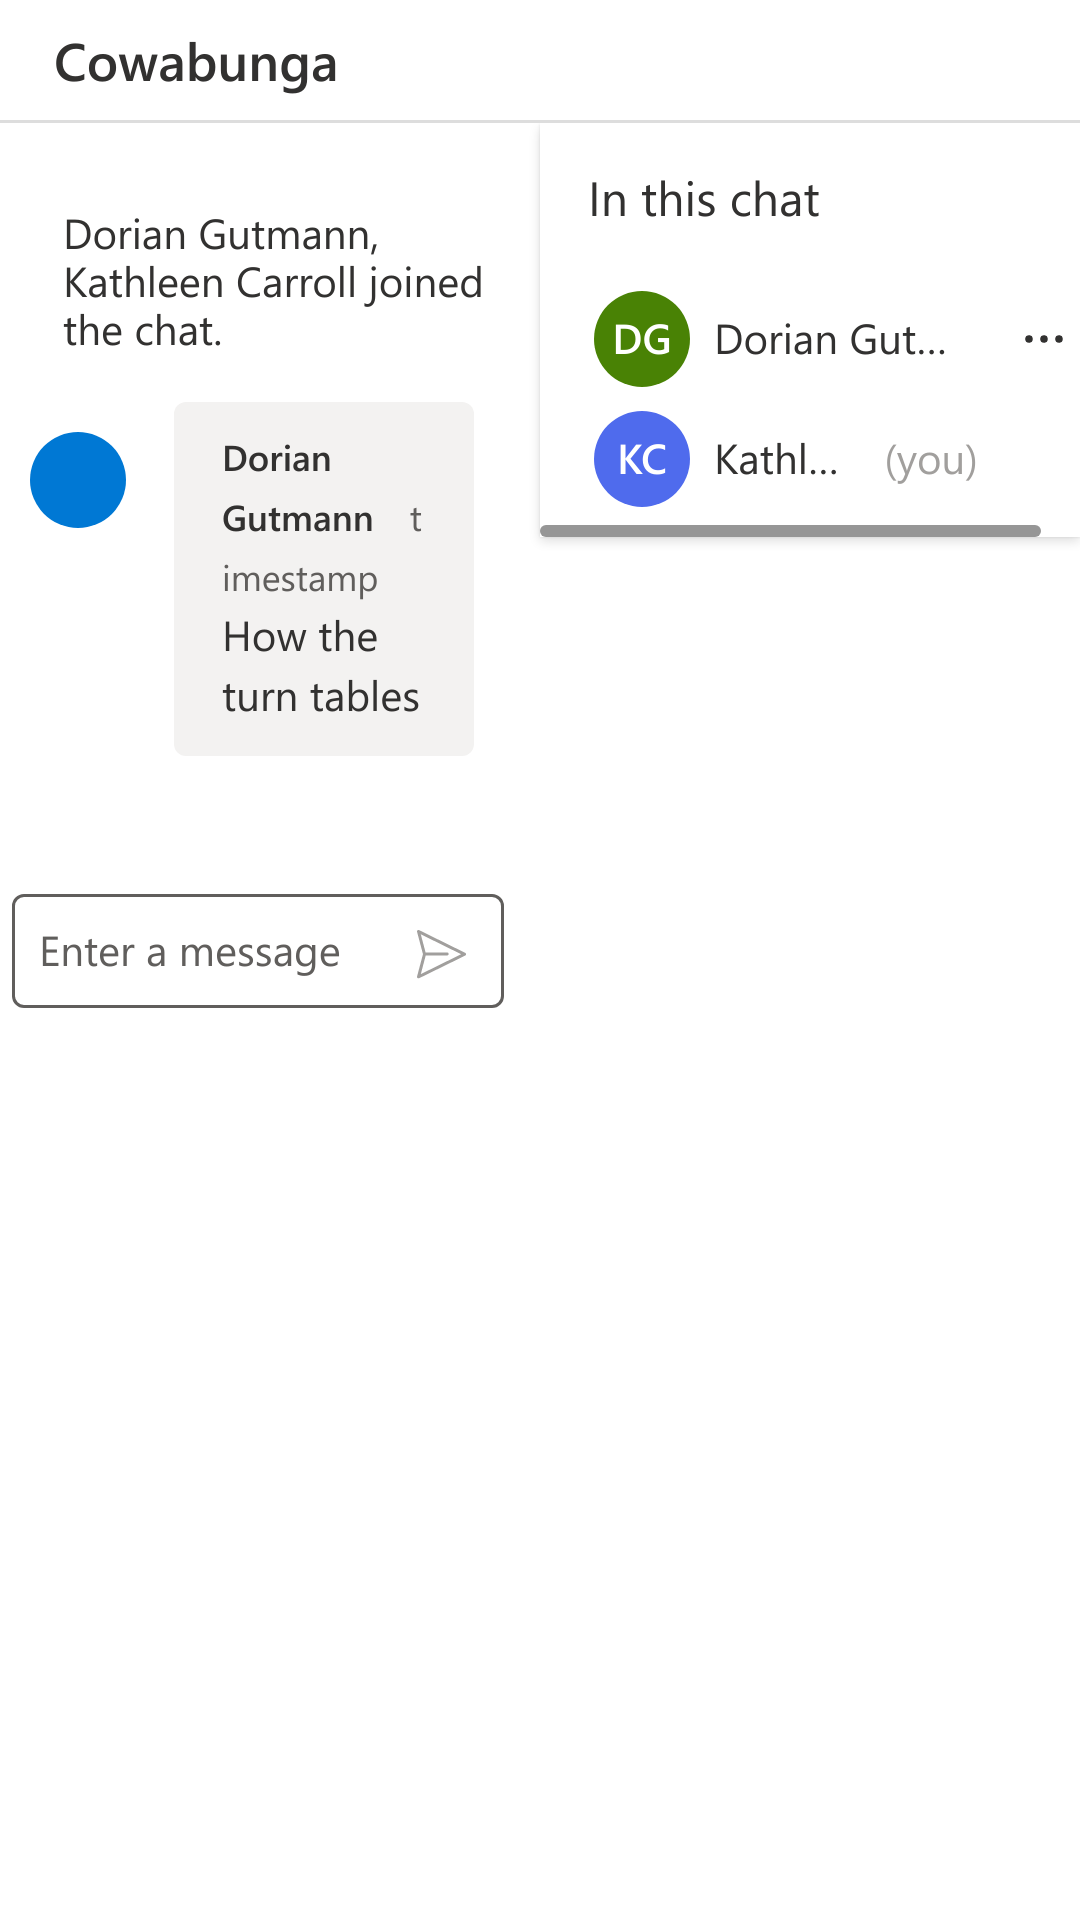 Cowabunga
Dorian Gutmann,
Kathleen Carroll joined
the chat.
Dorian
Gutmann t
imestamp
How the
turn tables
Enter a message
In this chat
DG Dorian Gut...
KC Kathl... (you)